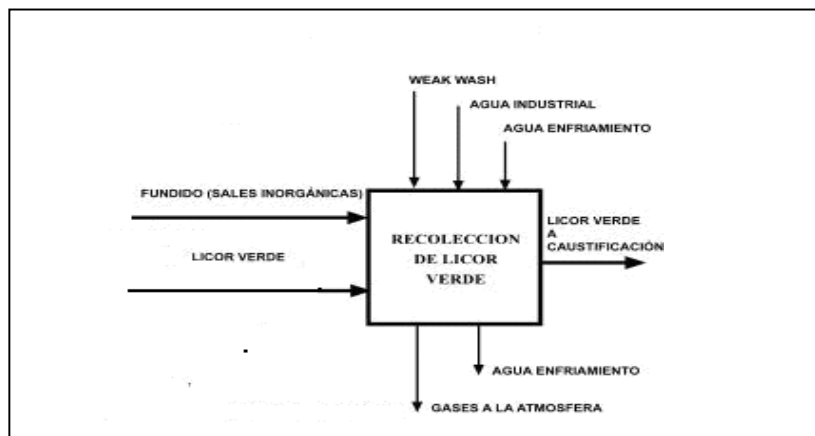 WEAK WASH
AGUA INDUSTRIAL
AGUA ENFRIAMIENTO
FUNDIDO (SALES INORGÁNICAS)
LICOR VERDE
RECOLECCION
DE LICOR
VERDE
LICOR VERDE
A
CAUSTIFICACIÓN
AGUA ENFRIAMIENTO
GASES A LA ATMOSFERA